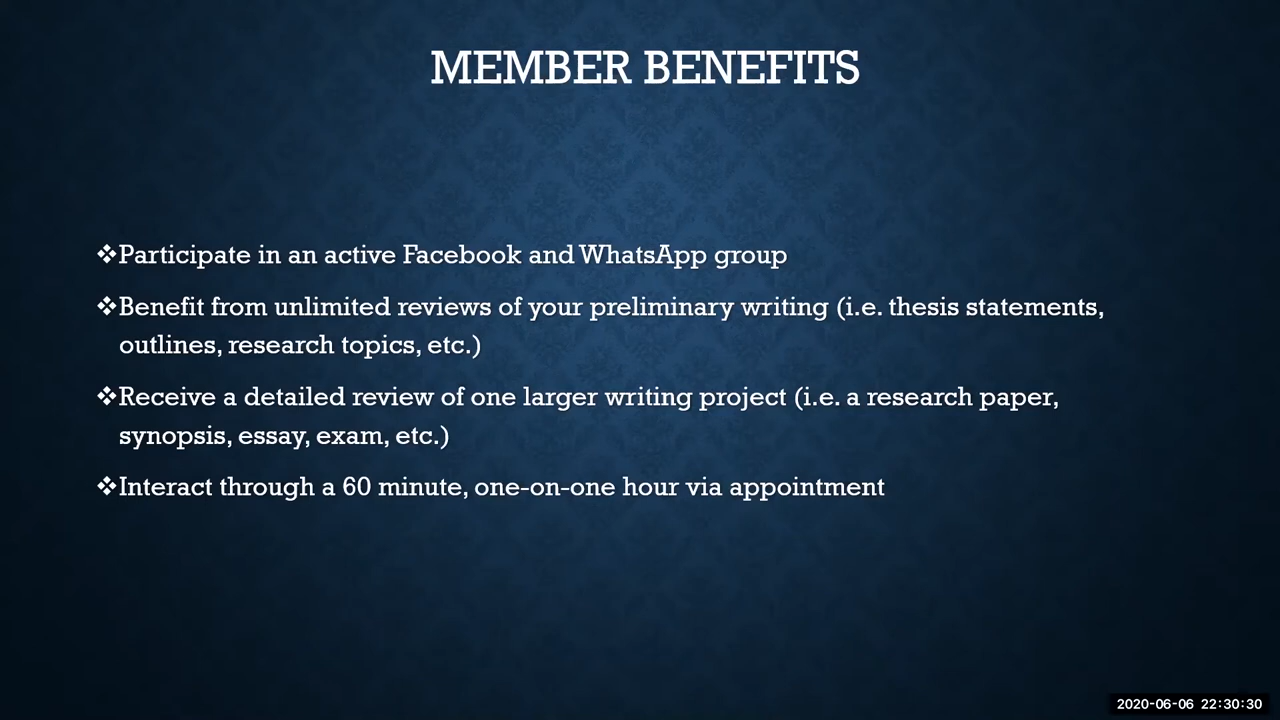 MEMBER BENEFITS
❖Participate in an active Facebook and WhatsApp group
❖Benefit from unlimited reviews of your preliminary writing (i.e. thesis statements,
outlines, research topics, etc.)
❖Receive a detailed review of one larger writing project (i.e. a research paper,
synopsis, essay, exam, etc.)
❖Interact through a 60 minute, one-on-one hour via appointment
2020-06-06 22:30:30